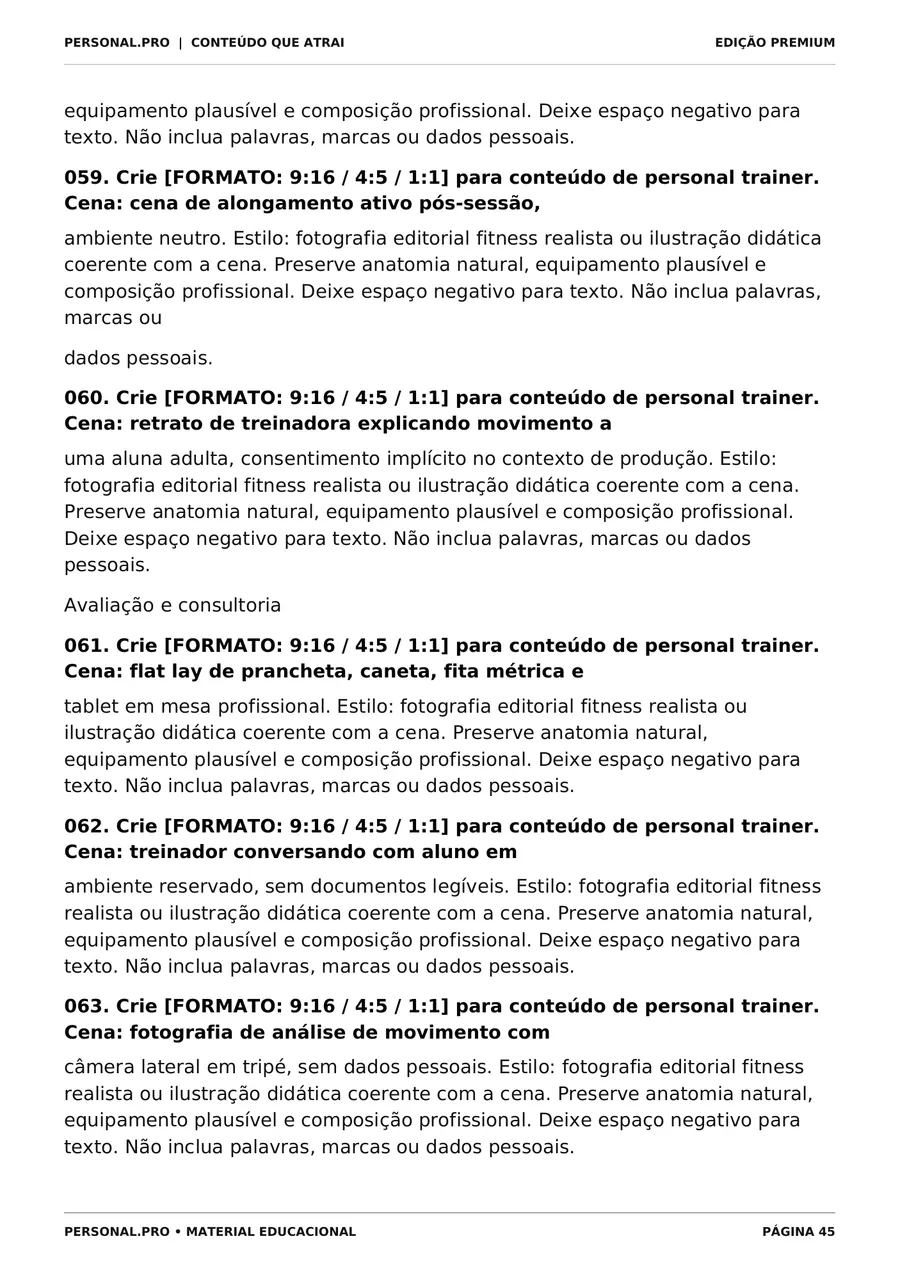 PERSONAL.PRO | CONTEÚDO QUE ATRAI
EDIÇÃO PREMIUM
equipamento plausível e composição profissional. Deixe espaço negativo para
texto. Não inclua palavras, marcas ou dados pessoais.
059. Crie [FORMATO: 9:16 / 4:5 / 1:1] para conteúdo de personal trainer.
Cena: cena de alongamento ativo pós-sessão,
ambiente neutro. Estilo: fotografia editorial fitness realista ou ilustração didática
coerente com a cena. Preserve anatomia natural, equipamento plausível e
composição profissional. Deixe espaço negativo para texto. Não inclua palavras,
marcas ou
dados pessoais.
060. Crie [FORMATO: 9:16 / 4:5 / 1:1] para conteúdo de personal trainer.
Cena: retrato de treinadora explicando movimento a
uma aluna adulta, consentimento implícito no contexto de produção. Estilo:
fotografia editorial fitness realista ou ilustração didática coerente com a cena.
Preserve anatomia natural, equipamento plausível e composição profissional.
Deixe espaço negativo para texto. Não inclua palavras, marcas ou dados
pessoais.
Avaliação e consultoria
061. Crie [FORMATO: 9:16 / 4:5 / 1:1] para conteúdo de personal trainer.
Cena: flat lay de prancheta, caneta, fita métrica e
tablet em mesa profissional. Estilo: fotografia editorial fitness realista ou
ilustração didática coerente com a cena. Preserve anatomia natural,
equipamento plausível e composição profissional. Deixe espaço negativo para
texto. Não inclua palavras, marcas ou dados pessoais.
062. Crie [FORMATO: 9:16 / 4:5 / 1:1] para conteúdo de personal trainer.
Cena: treinador conversando com aluno em
ambiente reservado, sem documentos legíveis. Estilo: fotografia editorial fitness
realista ou ilustração didática coerente com a cena. Preserve anatomia natural,
equipamento plausível e composição profissional. Deixe espaço negativo para
texto. Não inclua palavras, marcas ou dados pessoais.
063. Crie [FORMATO: 9:16 / 4:5 / 1:1] para conteúdo de personal trainer.
Cena: fotografia de análise de movimento com
câmera lateral em tripé, sem dados pessoais. Estilo: fotografia editorial fitness
realista ou ilustração didática coerente com a cena. Preserve anatomia natural,
equipamento plausível e composição profissional. Deixe espaço negativo para
texto. Não inclua palavras, marcas ou dados pessoais.
PERSONAL.PRO • MATERIAL EDUCACIONAL
PÁGINA 45